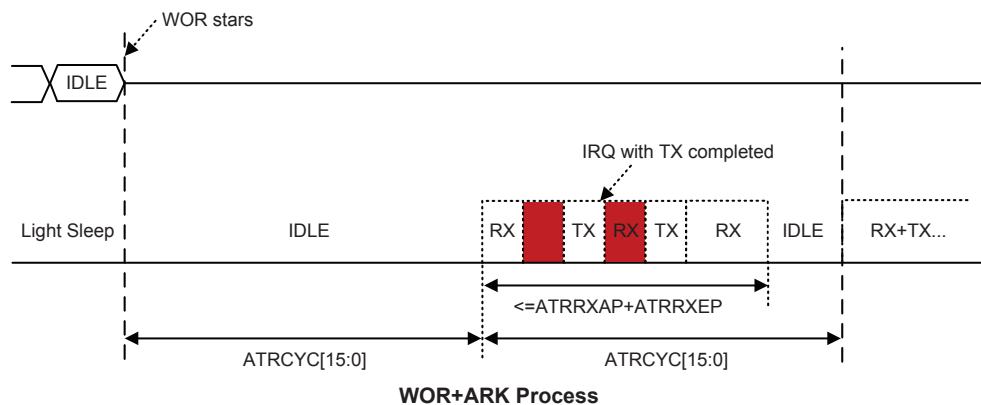 WOR stars
IDLE
IRQ with TX completed
Light Sleep IDLE RX TX RX TX RX IDLE RX+TX...
<=ATRRXAP+ATRRXEP
ATRCYC[15:0] ATRCYC[15:0]
WOR+ARK Process